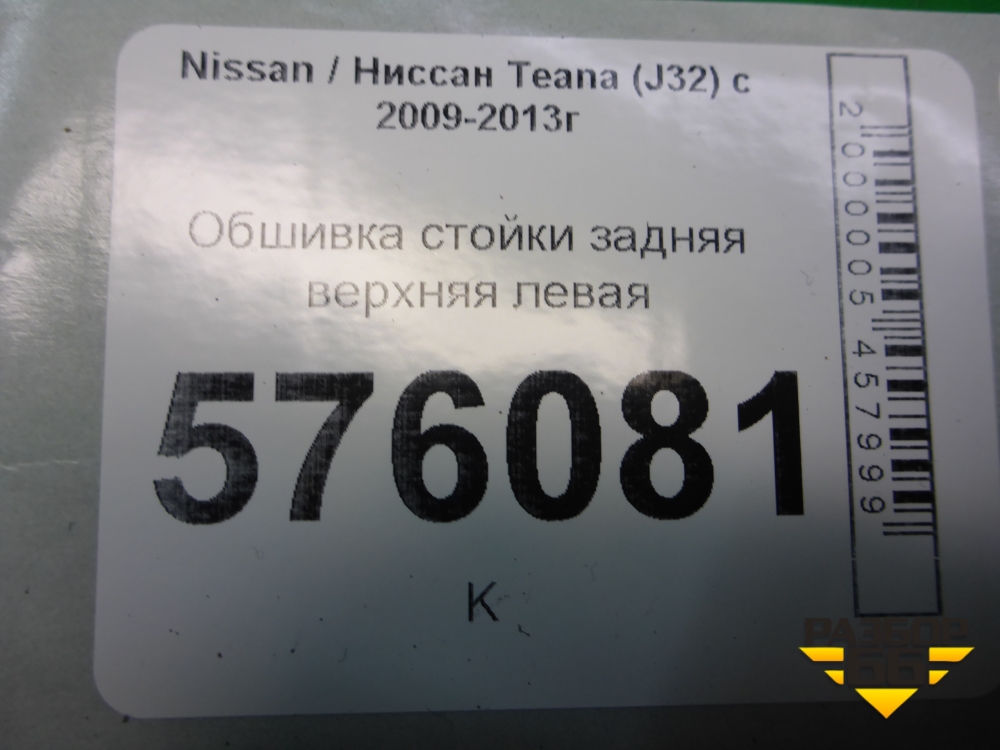 Nissan / Ниссан Teana (J32) с
2009-2013г
Обшивка стойки задняя
верхняя левая
576081
К
2000005457999
РАЗБОР
66